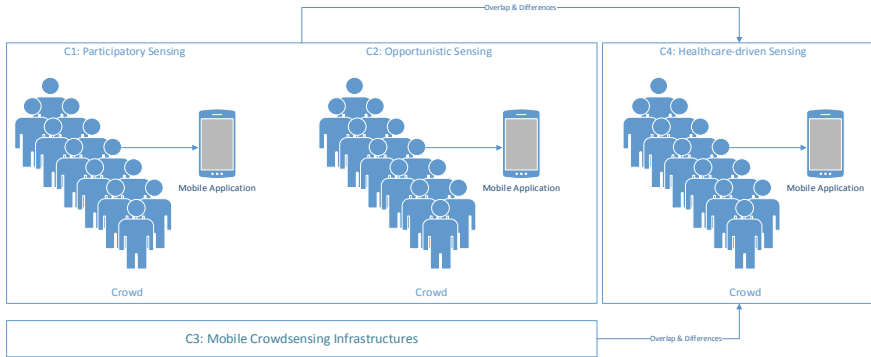 Overlap & Differences
C1: Participatory Sensing
C2: Opportunistic Sensing
C4: Healthcare-driven Sensing
Mobile Application
Mobile Application
Mobile Application
Crowd
Crowd
Crowd
C3: Mobile Crowdsensing Infrastructures
Overlap & Differences